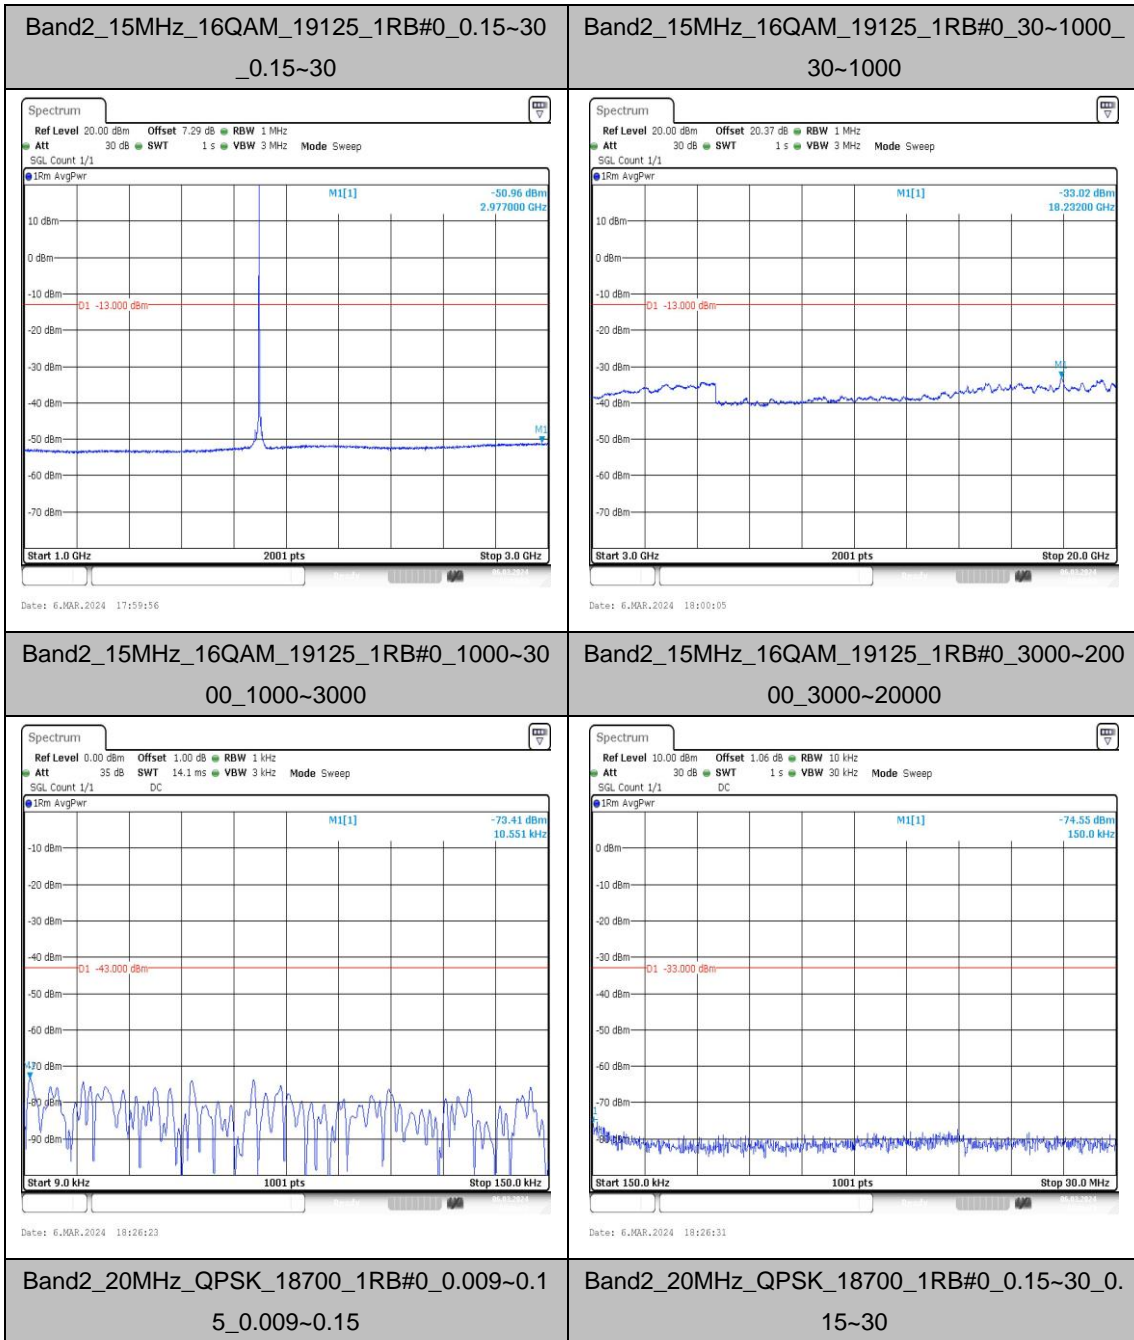 Band2_15MHz_16QAM_19125_1RB#0_0.15~30
_0.15~30
Band2_15MHz_16QAM_19125_1RB#0_30~1000_
30~1000
Spectrum
Ref Level 20.00 dBm Offset 7.29 dB RBW 1 MHz
Att 30 dB SWT 1 s VBW 3 MHz Mode Sweep
SGL Count 1/1
1Rm AvgPwr
M1[1] -50.96 dBm
2.977000 GHz
10 dBm
0 dBm
-10 dBm
D1 -13.000 dBm
-20 dBm
-30 dBm
-40 dBm
-50 dBm
M1
-60 dBm
-70 dBm
Start 1.0 GHz 2001 pts Stop 3.0 GHz
Date: 6.MAR.2024 17:59:56
Spectrum
Ref Level 20.00 dBm Offset 20.37 dB RBW 1 MHz
Att 30 dB SWT 1 s VBW 3 MHz Mode Sweep
SGL Count 1/1
1Rm AvgPwr
M1[1] -33.02 dBm
18.23200 GHz
10 dBm
0 dBm
-10 dBm
D1 -13.000 dBm
-20 dBm
-30 dBm
M1
-40 dBm
-50 dBm
-60 dBm
-70 dBm
Start 3.0 GHz 2001 pts Stop 20.0 GHz
Date: 6.MAR.2024 18:00:05
Band2_15MHz_16QAM_19125_1RB#0_1000~30
00_1000~3000
Band2_15MHz_16QAM_19125_1RB#0_3000~200
00_3000~20000
Spectrum
Ref Level 0.00 dBm Offset 1.00 dB RBW 1 kHz
Att 35 dB SWT 14.1 ms VBW 3 kHz Mode Sweep
SGL Count 1/1 DC
1Rm AvgPwr
M1[1] -73.41 dBm
10.551 kHz
-10 dBm
-20 dBm
-30 dBm
-40 dBm
D1 -43.000 dBm
-50 dBm
-60 dBm
-70 dBm
-80 dBm
-90 dBm
Start 9.0 kHz 1001 pts Stop 150.0 kHz
Date: 6.MAR.2024 18:26:23
Spectrum
Ref Level 10.00 dBm Offset 1.06 dB RBW 10 kHz
Att 30 dB SWT 1 s VBW 30 kHz Mode Sweep
SGL Count 1/1 DC
1Rm AvgPwr
M1[1] -74.55 dBm
150.0 kHz
0 dBm
-10 dBm
-20 dBm
-30 dBm
D1 -33.000 dBm
-40 dBm
-50 dBm
-60 dBm
-70 dBm
-80 dBm
-90 dBm
Start 150.0 kHz 1001 pts Stop 30.0 MHz
Date: 6.MAR.2024 18:26:31
Band2_20MHz_QPSK_18700_1RB#0_0.009~0.1
5_0.009~0.15
Band2_20MHz_QPSK_18700_1RB#0_0.15~30_0.
15~30